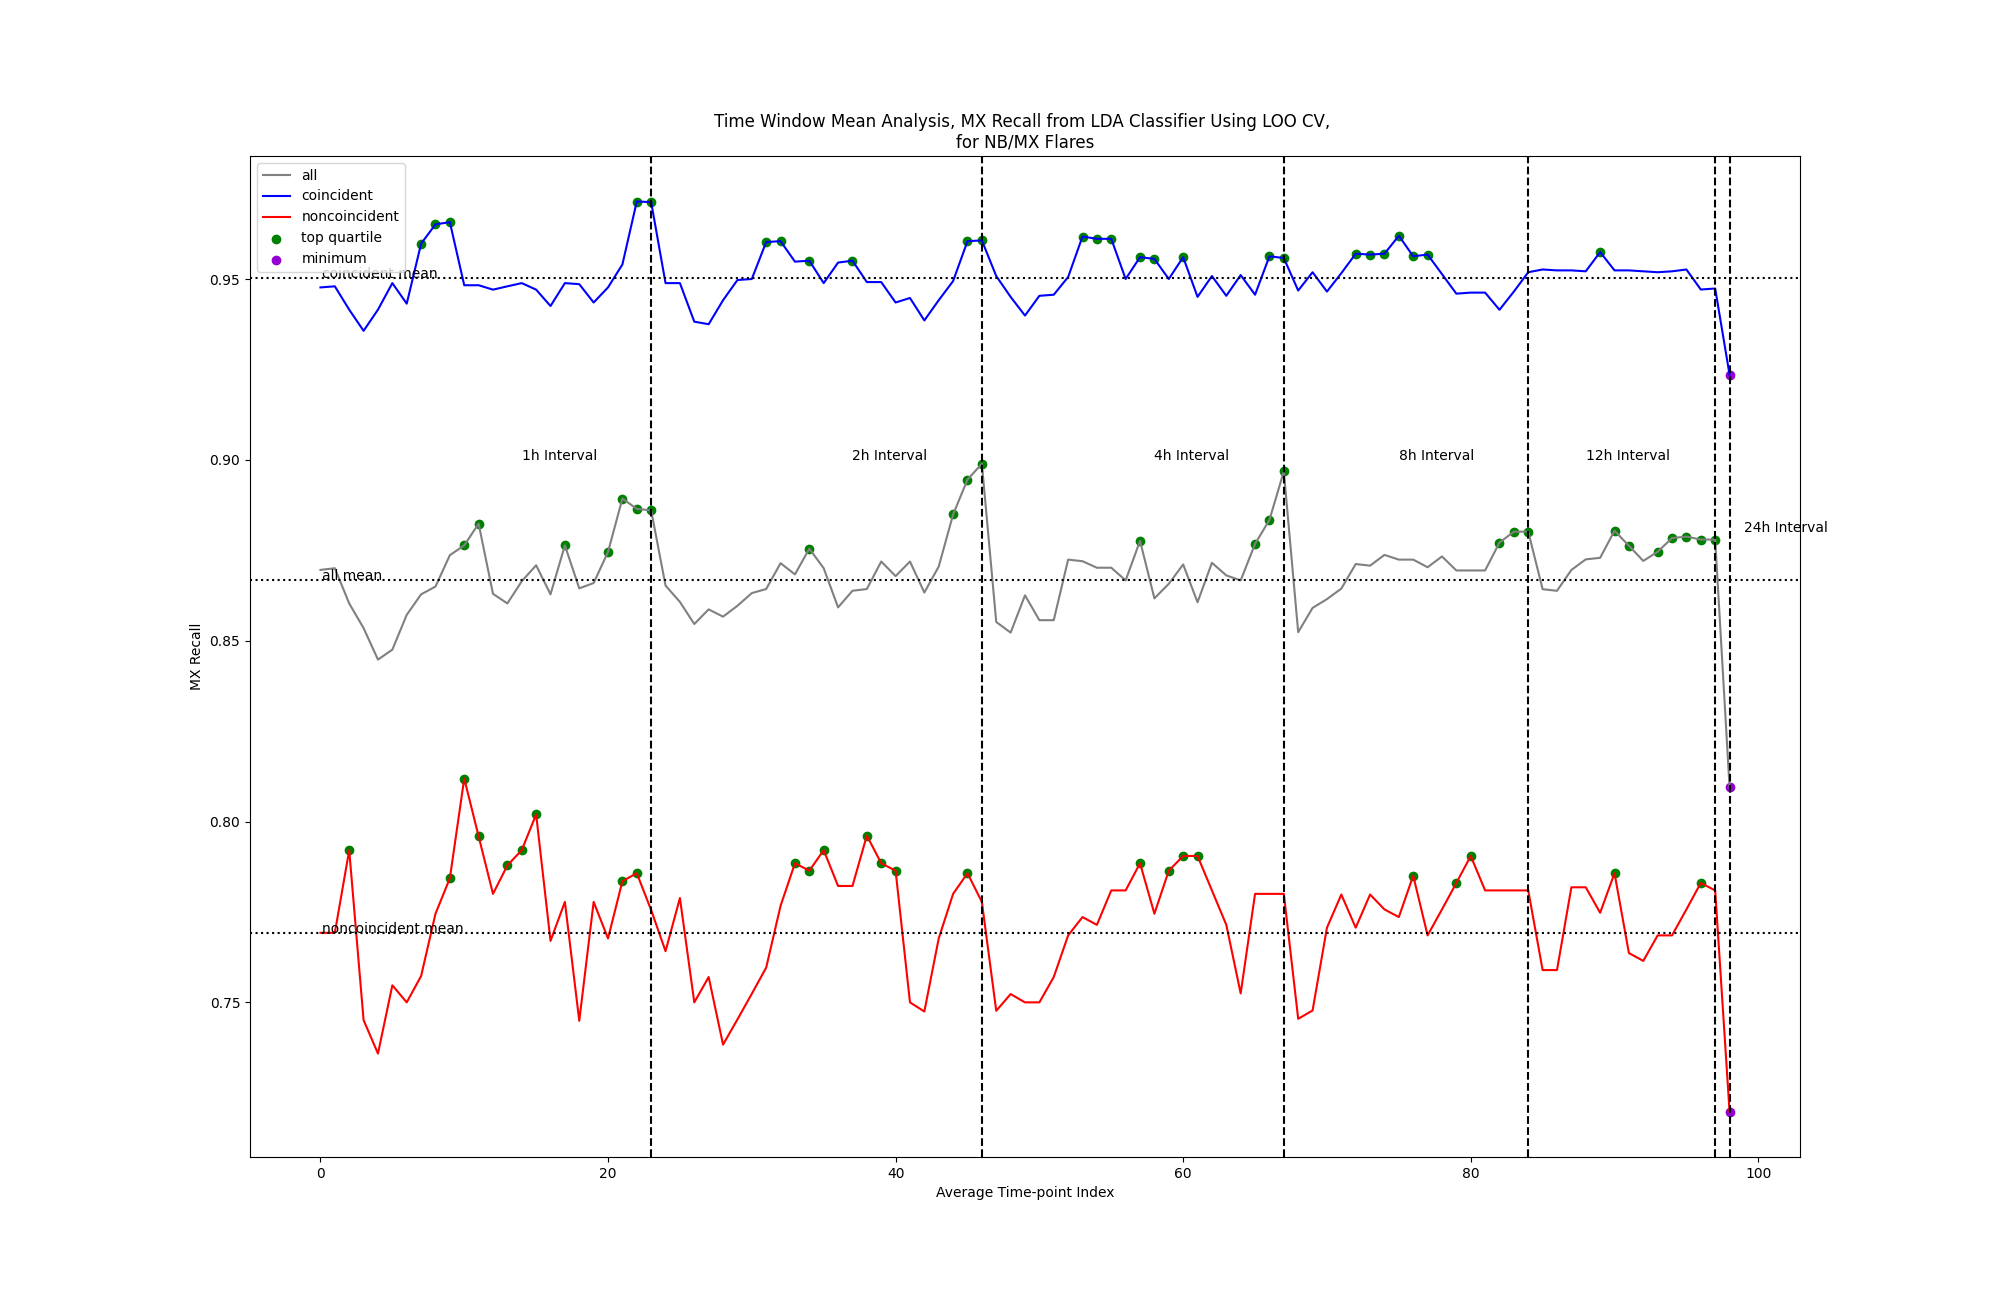 Time Window Mean Analysis, MX Recall from LDA Classifier Using LOO CV,
for NB/MX Flares
all
coincident
noncoincident
top quartile
minimum
coincident mean
0.95
1h Interval
2h Interval
4h Interval
8h Interval
12h Interval
0.90
24h Interval
all mean
0.85
MX Recall
0.80
noncoincident mean
0.75
0
20
40
60
80
100
Average Time-point Index